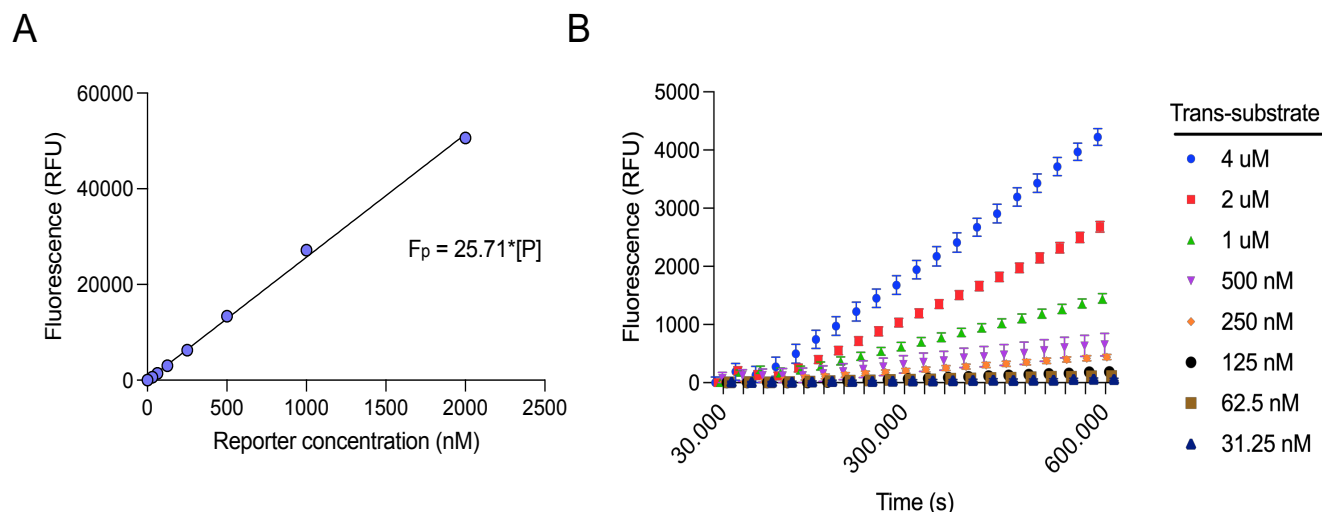 A
Fluorescence (RFU)
60000
40000
20000
0
0 500 1000 1500 2000 2500
Reporter concentration (nM)
Fp = 25.71*[P]
B
Fluorescence (RFU)
5000
4000
3000
2000
1000
0
30.000 300.000 600.000
Time (s)
Trans-substrate
4 uM
2 uM
1 uM
500 nM
250 nM
125 nM
62.5 nM
31.25 nM